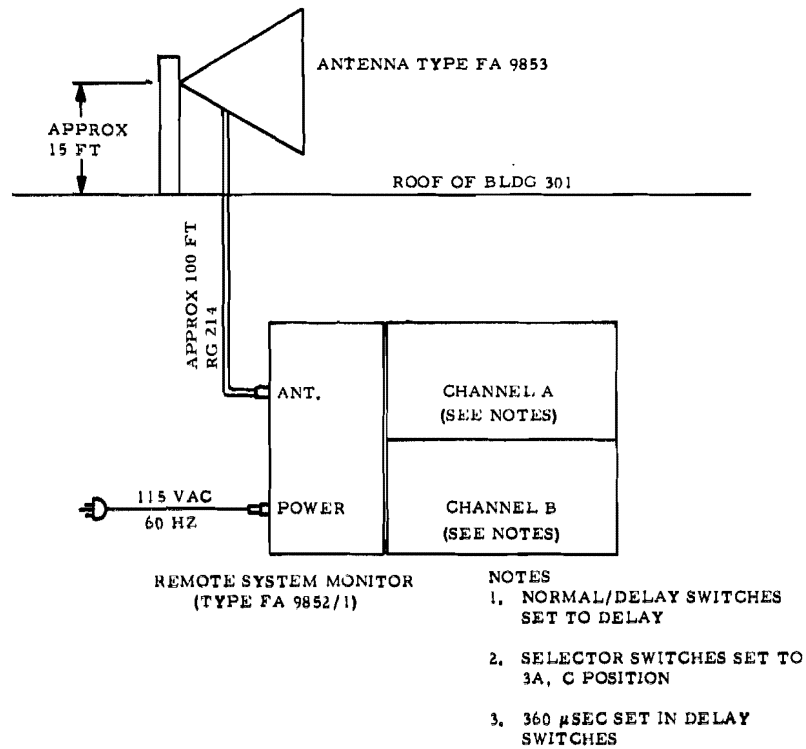 ANTENNA TYPE FA 9853
APPROX
15 FT
ROOF OF BLDG 301
APPROX 100 FT
RG 214
ANT.
CHANNEL A
(SEE NOTES)
115 VAC
60 HZ
POWER
CHANNEL B
(SEE NOTES)
REMOTE SYSTEM MONITOR
(TYPE FA 9852/1)
NOTES
1. NORMAL/DELAY SWITCHES
SET TO DELAY
2. SELECTOR SWITCHES SET TO
3A, C POSITION
3. 360 μSEC SET IN DELAY
SWITCHES